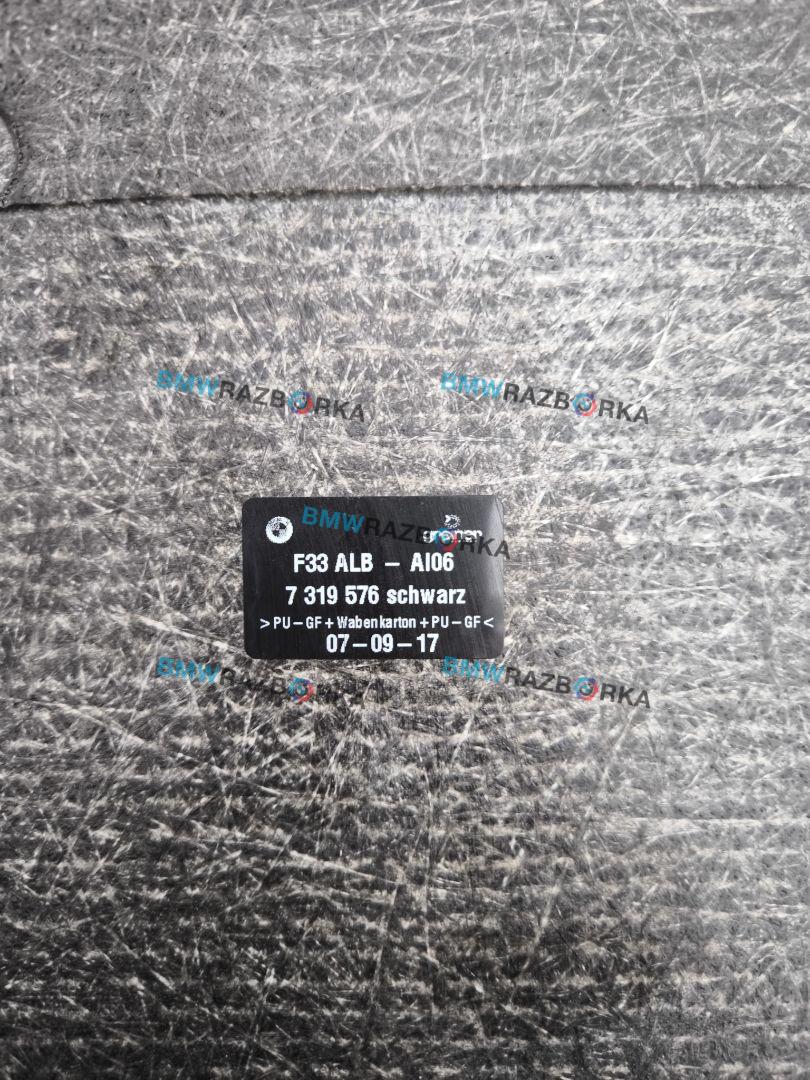 BMWRAZBORKA
BMWRAZBORKA
BMWRAZBORKA
greiner
F33 ALB – AI06
7 319 576 schwarz
>PU–GF+Wabenkarton+PU–GF<
07–09–17
BMWRAZBORKA
BMWRAZBORKA